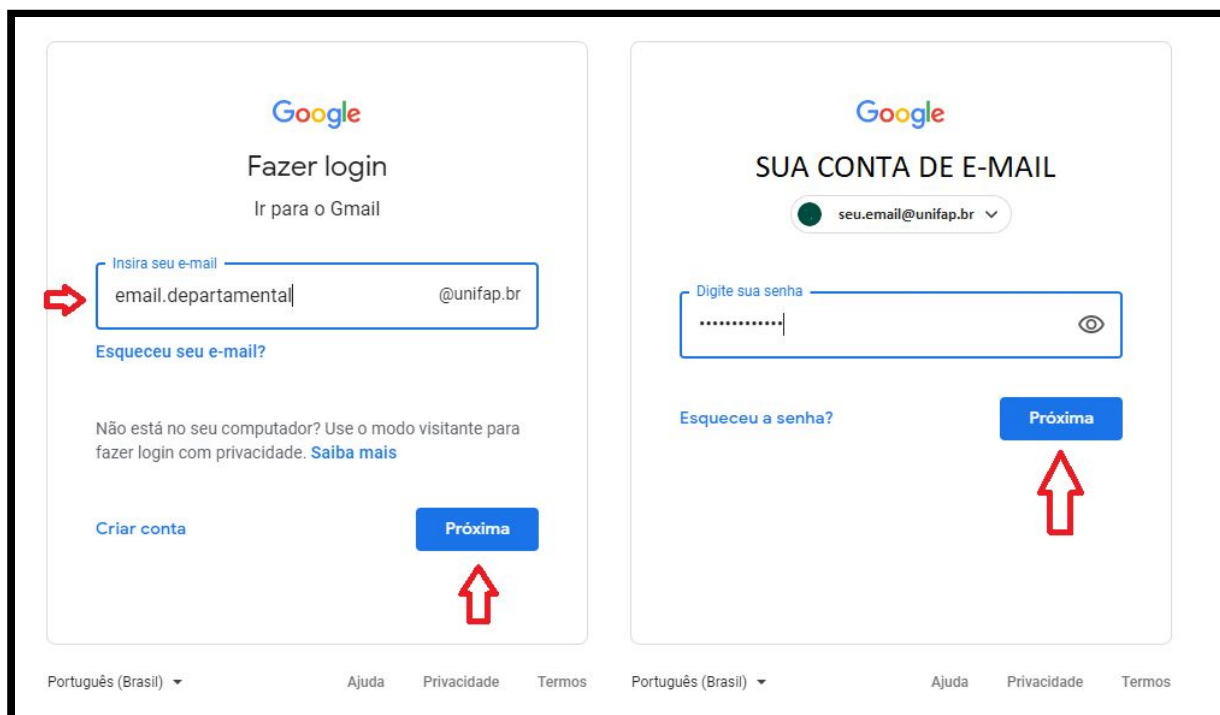 Google
Fazer login
Ir para o Gmail
Insira seu e-mail
email.departamental @unifap.br
Esqueceu seu e-mail?
Não está no seu computador? Use o modo visitante para
fazer login com privacidade. Saiba mais
Criar conta Próxima
Português (Brasil) Ajuda Privacidade Termos
Google
SUA CONTA DE E-MAIL
seu.email@unifap.br
Digite sua senha
•••••••••••••
Esqueceu a senha? Próxima
Português (Brasil) Ajuda Privacidade Termos